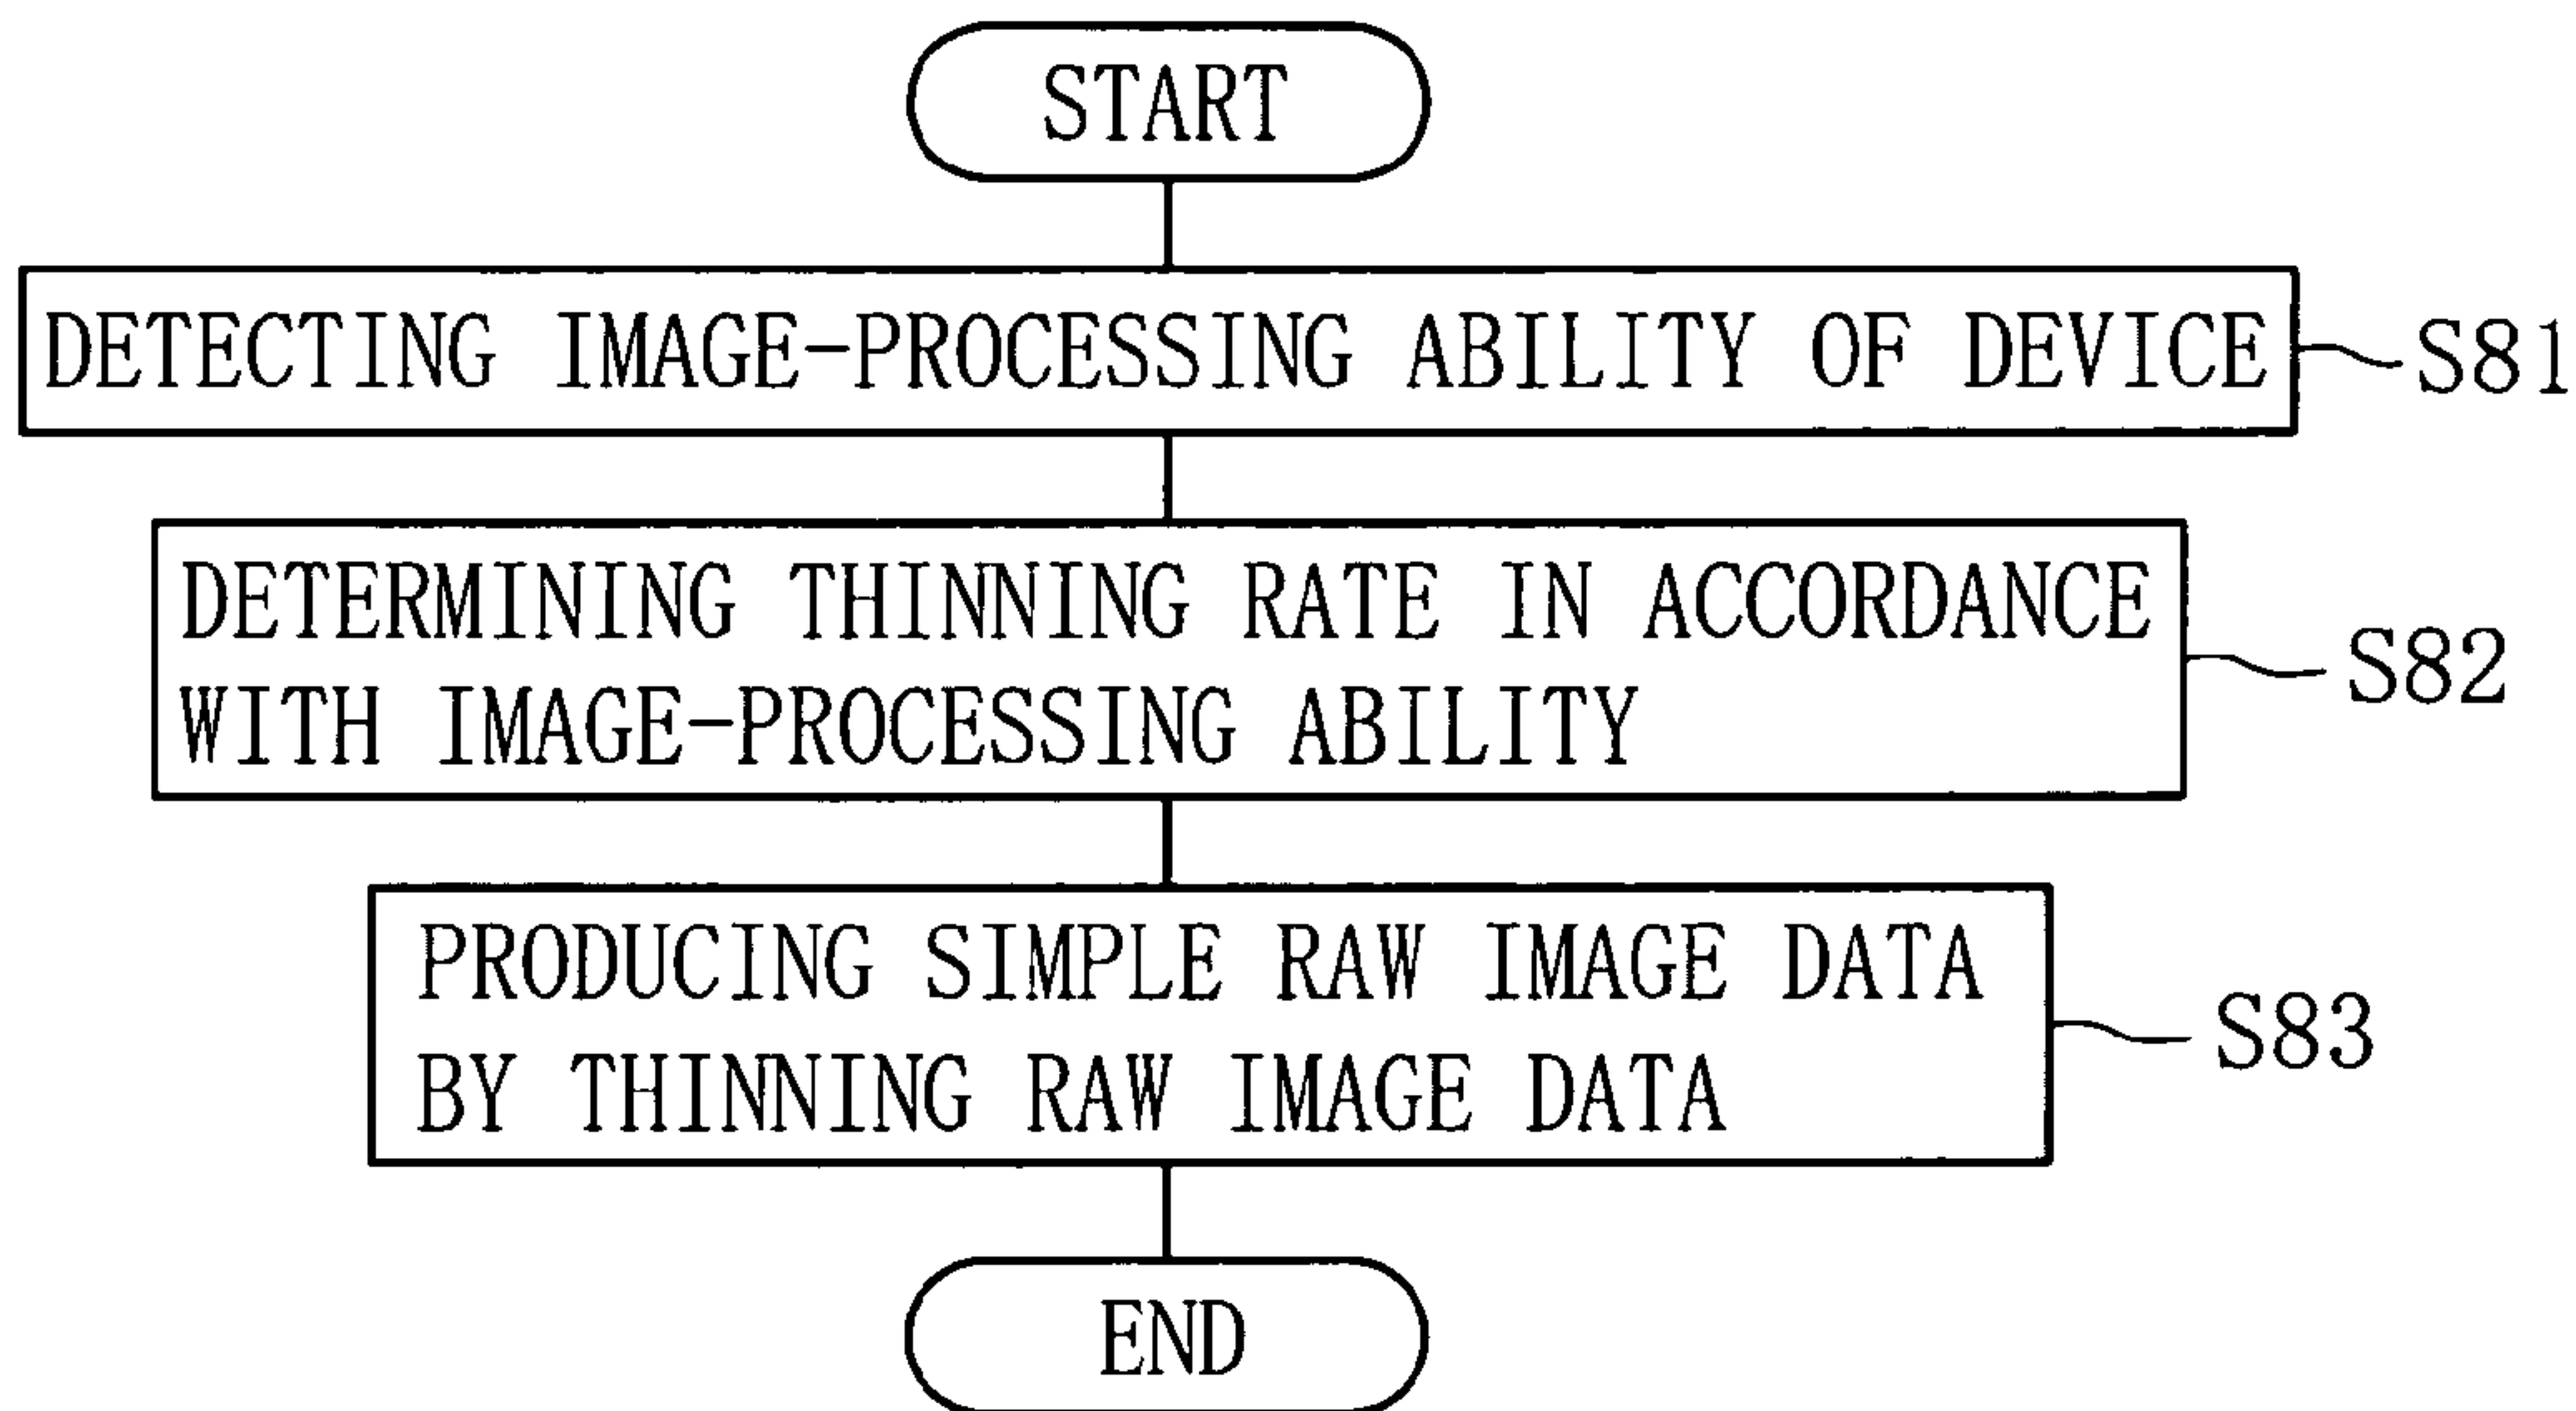 START
DETECTING IMAGE-PROCESSING ABILITY OF DEVICE
S81
DETERMINING THINNING RATE IN ACCORDANCE
WITH IMAGE-PROCESSING ABILITY
S82
PRODUCING SIMPLE RAW IMAGE DATA
BY THINNING RAW IMAGE DATA
S83
END